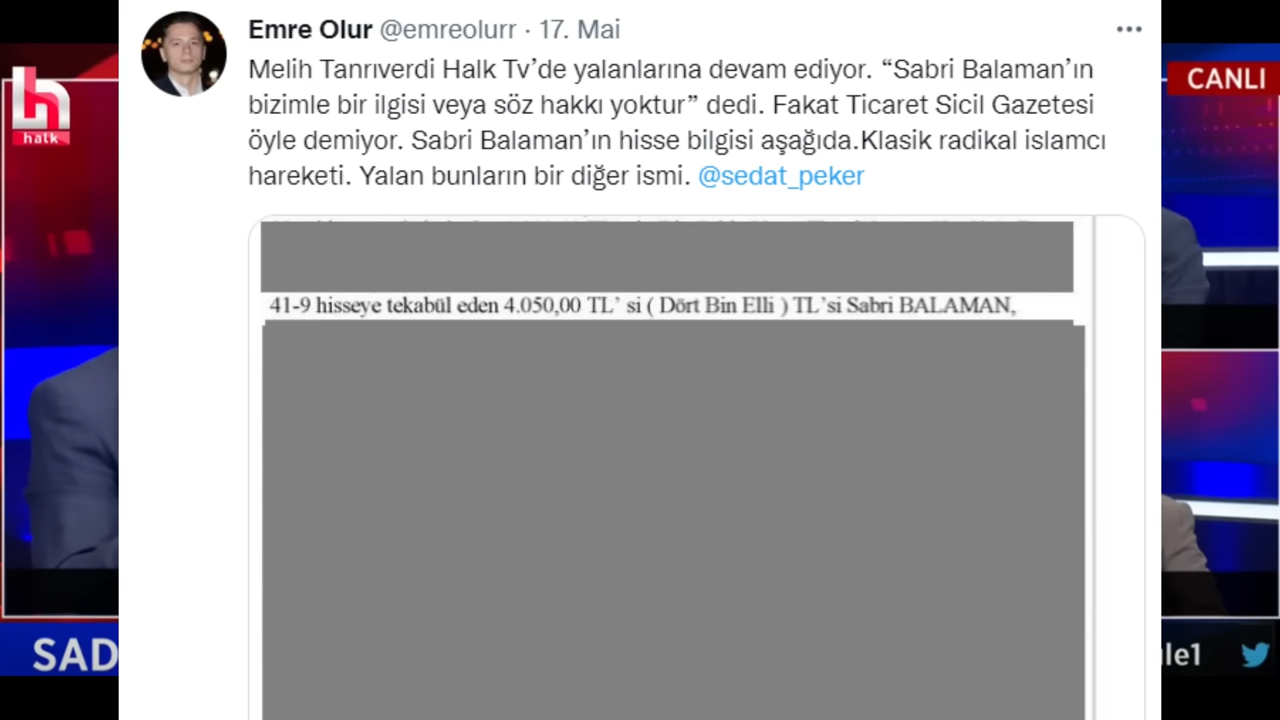 Emre Olur @emreolurr · 17. Mai
Melih Tanrıverdi Halk Tv’de yalanlarına devam ediyor. “Sabri Balaman’ın
bizimle bir ilgisi veya söz hakkı yoktur” dedi. Fakat Ticaret Sicil Gazetesi
öyle demiyor. Sabri Balaman’ın hisse bilgisi aşağıda.Klasik radikal islamcı
hareketi. Yalan bunların bir diğer ismi. @sedat_peker
41-9 hisseye tekabül eden 4.050,00 TL’ si ( Dört Bin Elli ) TL’si Sabri BALAMAN,
h
halk
CANLI
SAD
le1